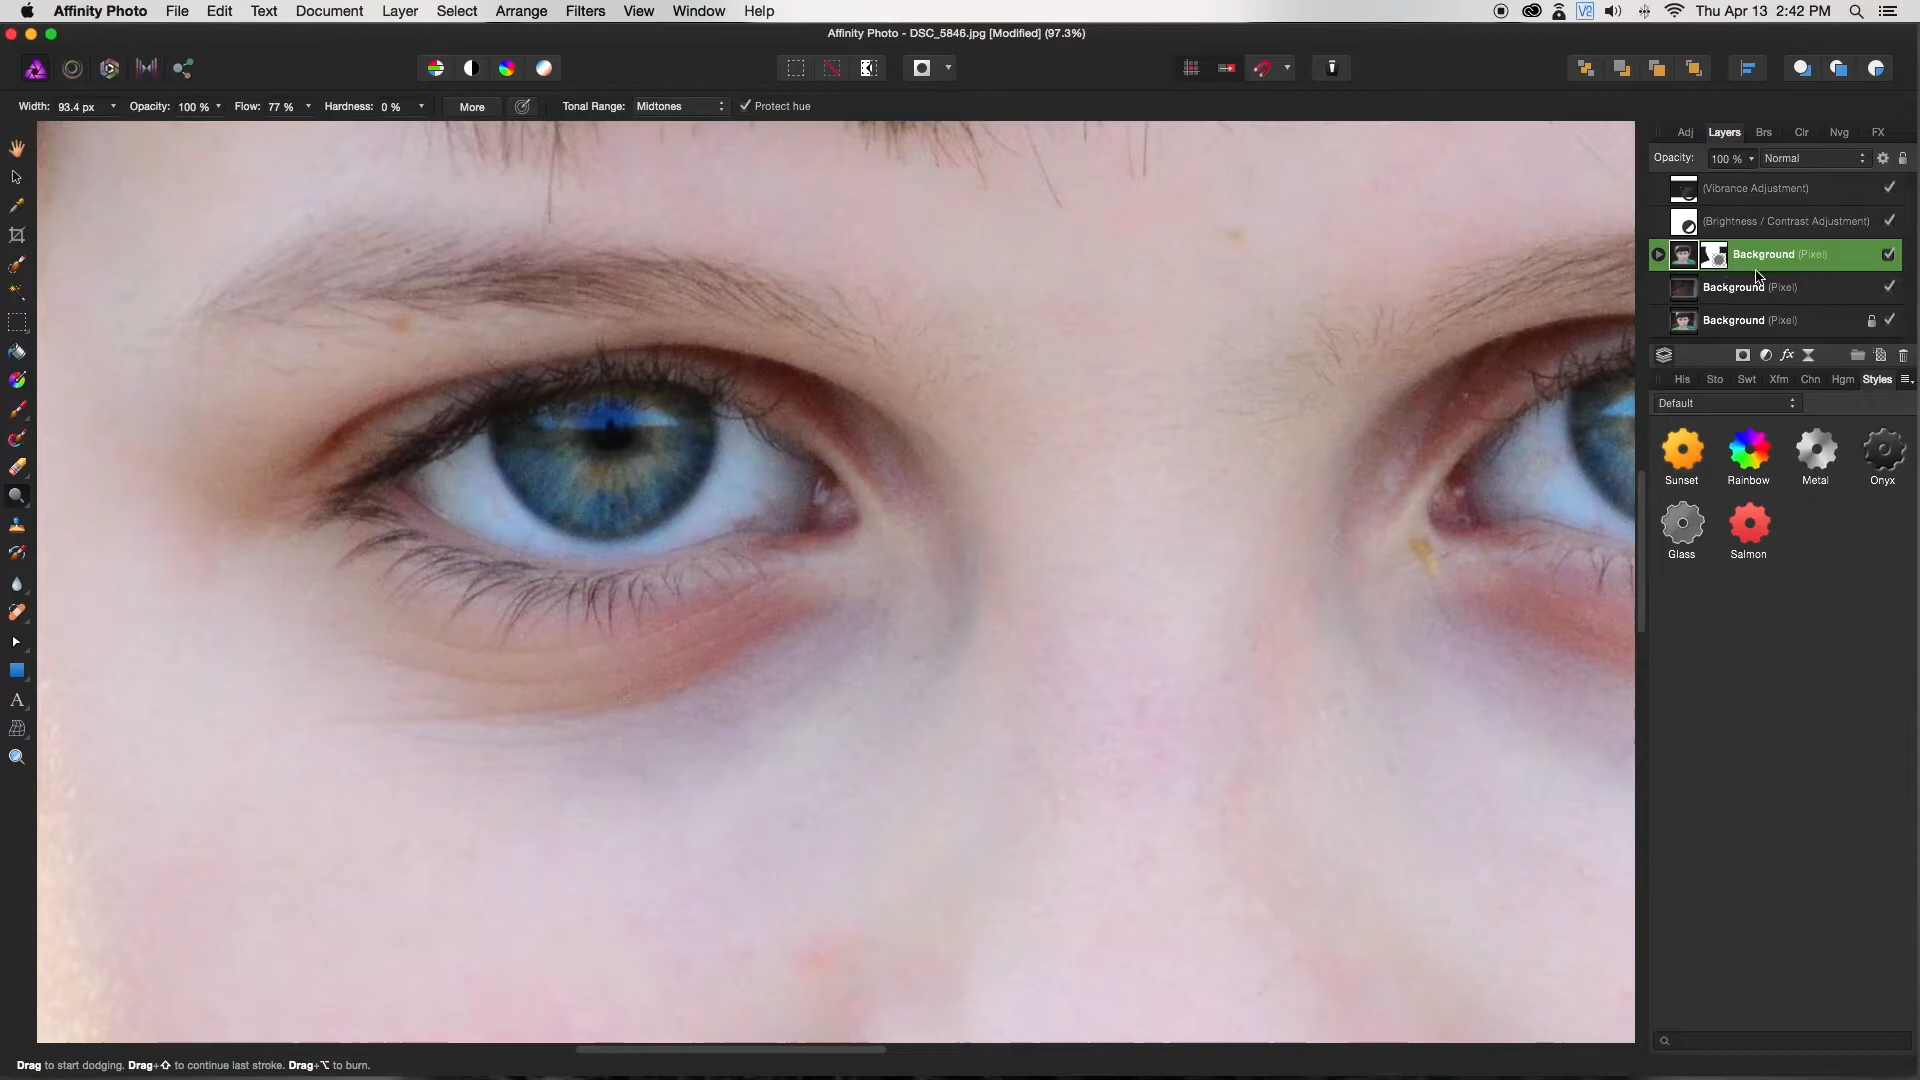 Affinity Photo File Edit Text Document Layer Select Arrange Filters View Window Help Thu Apr 13 2:42 PM
Affinity Photo - DSC_5846.jpg [Modified] (97.3%)
Width: 93.4 px Opacity: 100 % Flow: 77 % Hardness: 0 % More Tonal Range: Midtones Protect hue
Adj Layers Brs Clr Nvg FX
Opacity: 100 % Normal
(Vibrance Adjustment)
(Brightness / Contrast Adjustment)
Background (Pixel)
Background (Pixel)
Background (Pixel)
His Sto Swt Xfm Chn Hgm Styles
Default
Sunset Rainbow Metal Onyx
Glass Salmon
Drag to start dodging. Drag+⇧ to continue last stroke. Drag+⌥ to burn.